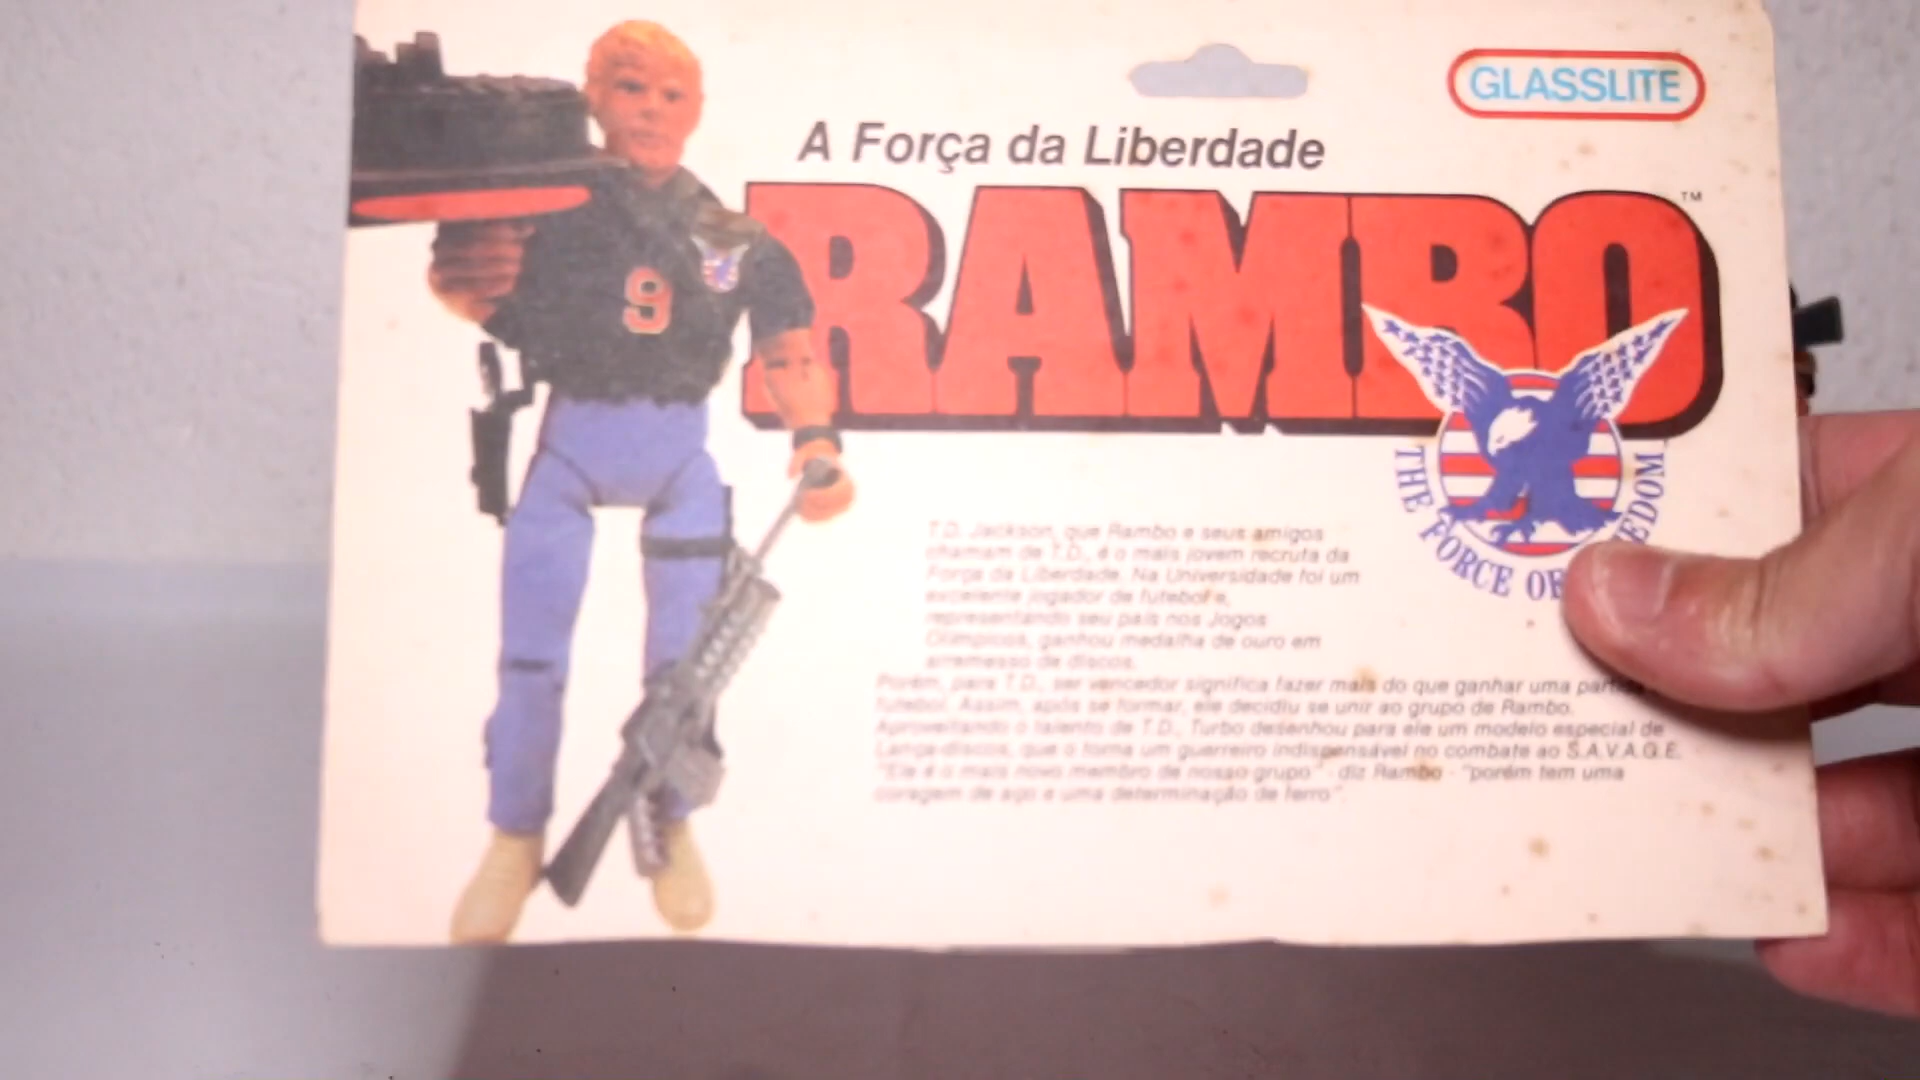 GLASSLITE
A Força da Liberdade
RAMBO™
9
THE FORCE OF EDOM
T.D. Jackson, que Rambo e seus amigos
chamam de T.D., é o mais jovem recruta da
Força da Liberdade. Na Universidade foi um
excelente jogador de futebol e,
representando seu país nos Jogos
Olímpicos, ganhou medalha de ouro em
arremesso de discos.
Porém, para T.D., ser vencedor significa fazer mais do que ganhar uma
futebol. Assim, após se formar, ele decidiu se unir ao grupo de Rambo.
Aproveitando o talento de T.D., Turbo desenhou para ele um modelo especial de
Lança-discos, que o torna um guerreiro indispensável no combate ao S.A.V.A.G.E.
"Ele é o mais novo membro de nosso grupo" - diz Rambo - "porém tem uma
coragem de aço e uma determinação de ferro".